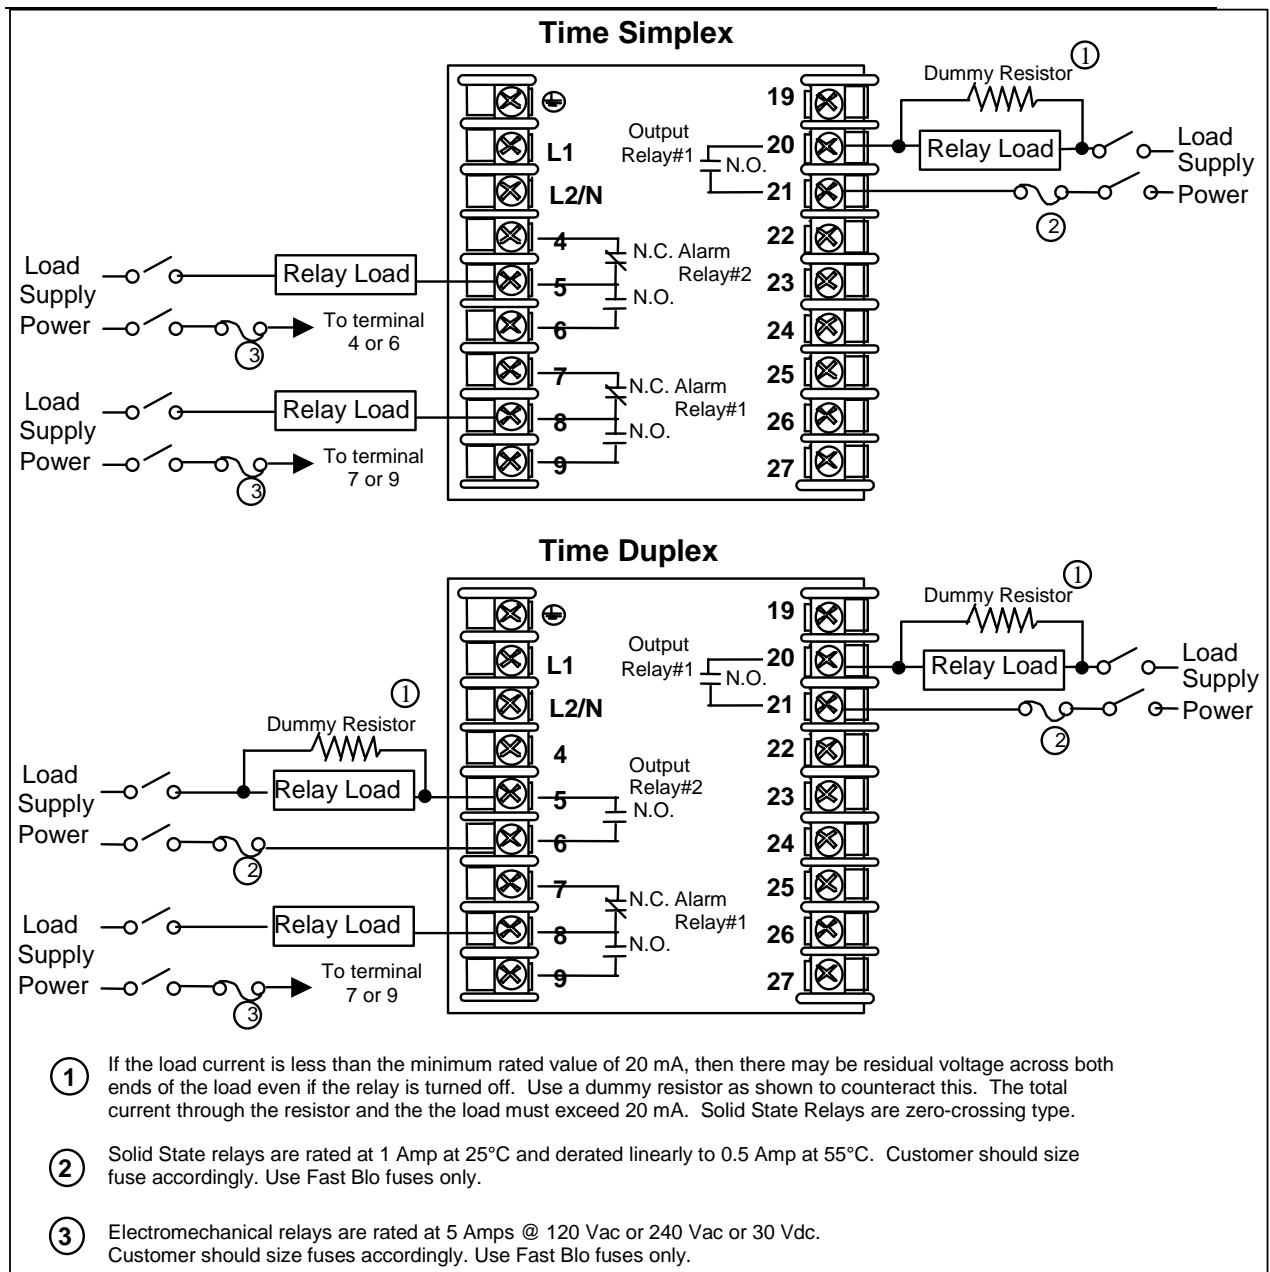 Time Simplex
1
Dummy Resistor
19
Output
Relay#1
N.O.
20
Relay Load
Load
Supply
Power
L1
L2/N
21
2
22
4
N.C. Alarm
Relay#2
23
Load
Supply
Power
Relay Load
5
N.O.
To terminal
4 or 6
3
6
24
7
N.C. Alarm
Relay#1
25
Load
Supply
Power
Relay Load
8
N.O.
26
To terminal
7 or 9
3
9
27
Time Duplex
1
Dummy Resistor
19
Output
Relay#1
N.O.
20
Relay Load
Load
Supply
Power
L1
L2/N
21
2
1
Dummy Resistor
4
22
Load
Supply
Power
Relay Load
5
Output
Relay#2
N.O.
23
2
6
24
7
N.C. Alarm
Relay#1
25
Load
Supply
Power
Relay Load
8
N.O.
26
To terminal
7 or 9
3
9
27
1 If the load current is less than the minimum rated value of 20 mA, then there may be residual voltage across both
ends of the load even if the relay is turned off. Use a dummy resistor as shown to counteract this. The total
current through the resistor and the the load must exceed 20 mA. Solid State Relays are zero-crossing type.
2 Solid State relays are rated at 1 Amp at 25°C and derated linearly to 0.5 Amp at 55°C. Customer should size
fuse accordingly. Use Fast Blo fuses only.
3 Electromechanical relays are rated at 5 Amps @ 120 Vac or 240 Vac or 30 Vdc.
Customer should size fuses accordingly. Use Fast Blo fuses only.